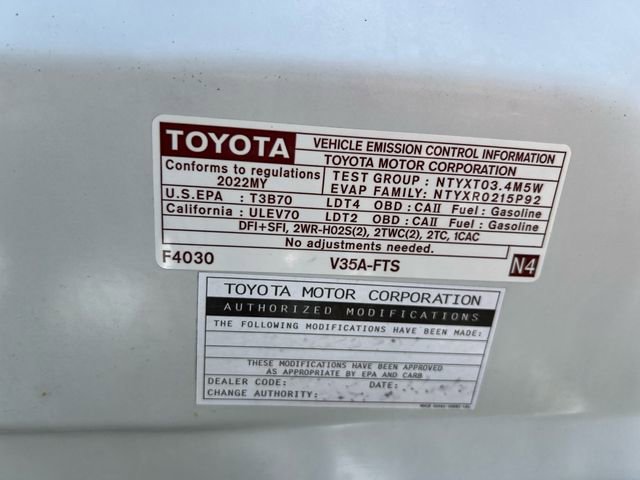 TOYOTA VEHICLE EMISSION CONTROL INFORMATION
TOYOTA MOTOR CORPORATION
Conforms to regulations
2022MY
TEST GROUP : NTYXT03.4M5W
EVAP FAMILY: NTYXR0215P92
U.S.EPA : T3B70 LDT4 OBD : CAII Fuel : Gasoline
California : ULEV70 LDT2 OBD : CAII Fuel : Gasoline
DFI+SFI, 2WR-HO2S(2), 2TWC(2), 2TC, 1CAC
No adjustments needed.
F4030 V35A-FTS N4
TOYOTA MOTOR CORPORATION
AUTHORIZED MODIFICATIONS
THE FOLLOWING MODIFICATIONS HAVE BEEN MADE:
THESE MODIFICATIONS HAVE BEEN APPROVED
AS APPROPRIATE BY EPA AND CARB
DEALER CODE: DATE:
CHANGE AUTHORITY: